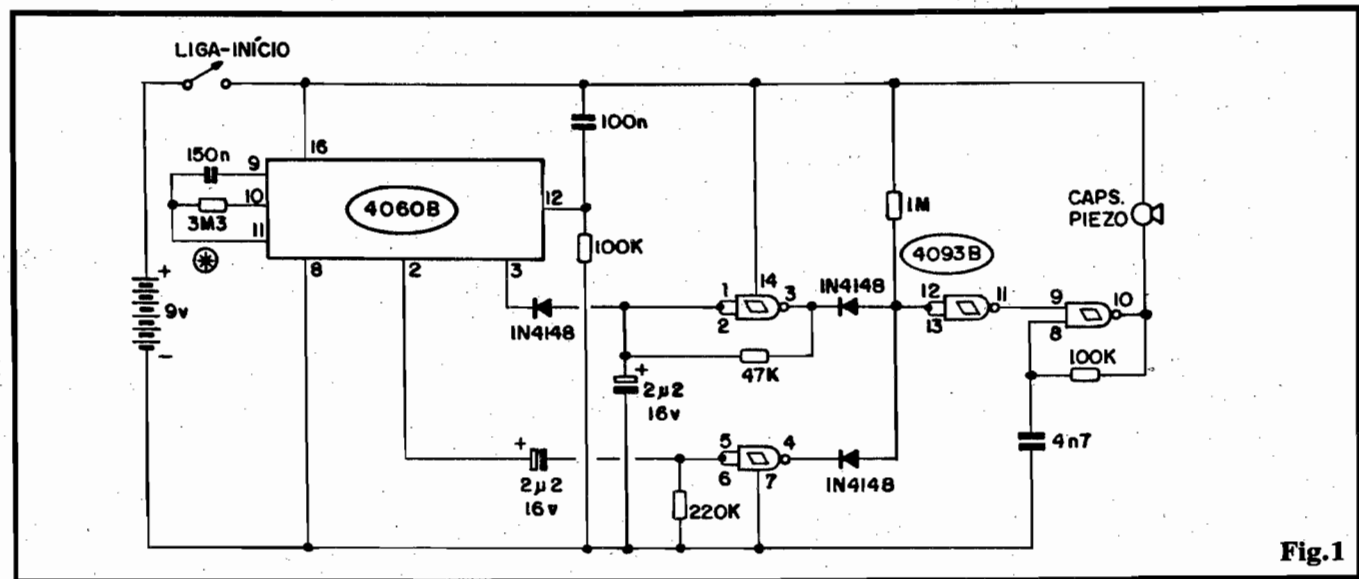 LIGA-INÍCIO
150n
9
16
10
3M3
11
4060B
12
8
2
3
100n
100K
9v
+
-
1N4148
1
2
14
3
1N4148
47K
+
2µ2
16v
1M
4093B
12
13
11
9
8
10
CAPS.
PIEZO
100K
4n7
+
2µ2
16v
5
6
4
7
1N4148
220K
Fig.1